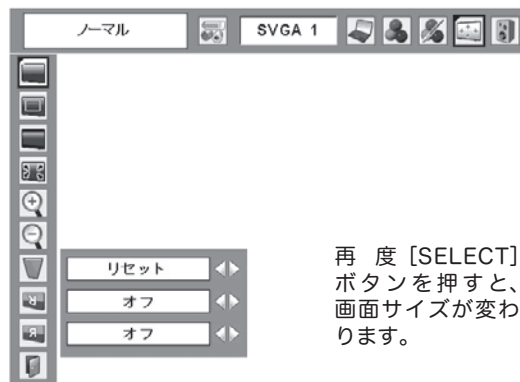 ノーマル
SVGA 1
リセット
オフ
オフ
再 度 [SELECT]
ボタンを押すと、
画面サイズが変わ
ります。